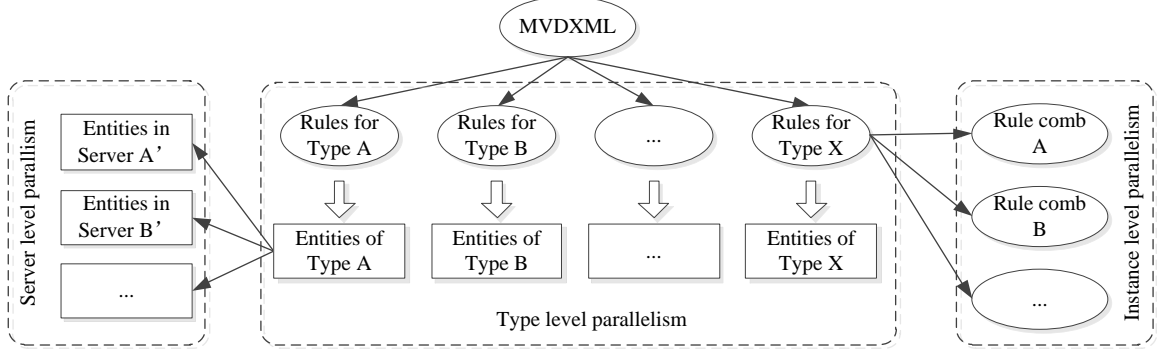 MVDXML
Server level parallism
Entities in
Server A’
Entities in
Server B’
...
Rules for
Type A
Rules for
Type B
...
Rules for
Type X
Entities of
Type A
Entities of
Type B
...
Entities of
Type X
Type level parallelism
Rule comb
A
Rule comb
B
...
Instance level parallelism